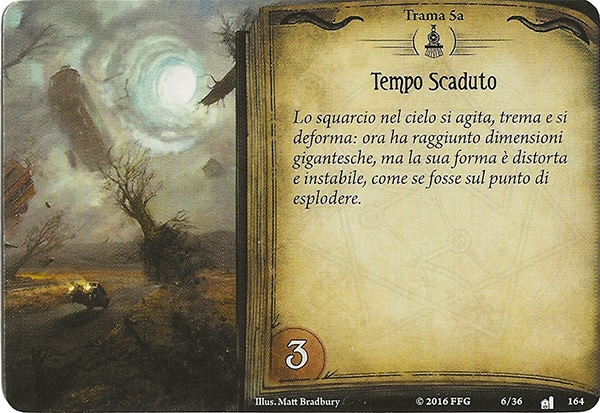 Trama 5a
Tempo Scaduto
Lo squarcio nel cielo si agita, trema e si
deforma: ora ha raggiunto dimensioni
gigantesche, ma la sua forma è distorta
e instabile, come se fosse sul punto di
esplodere.
3
Illus. Matt Bradbury © 2016 FFG 6/36 164